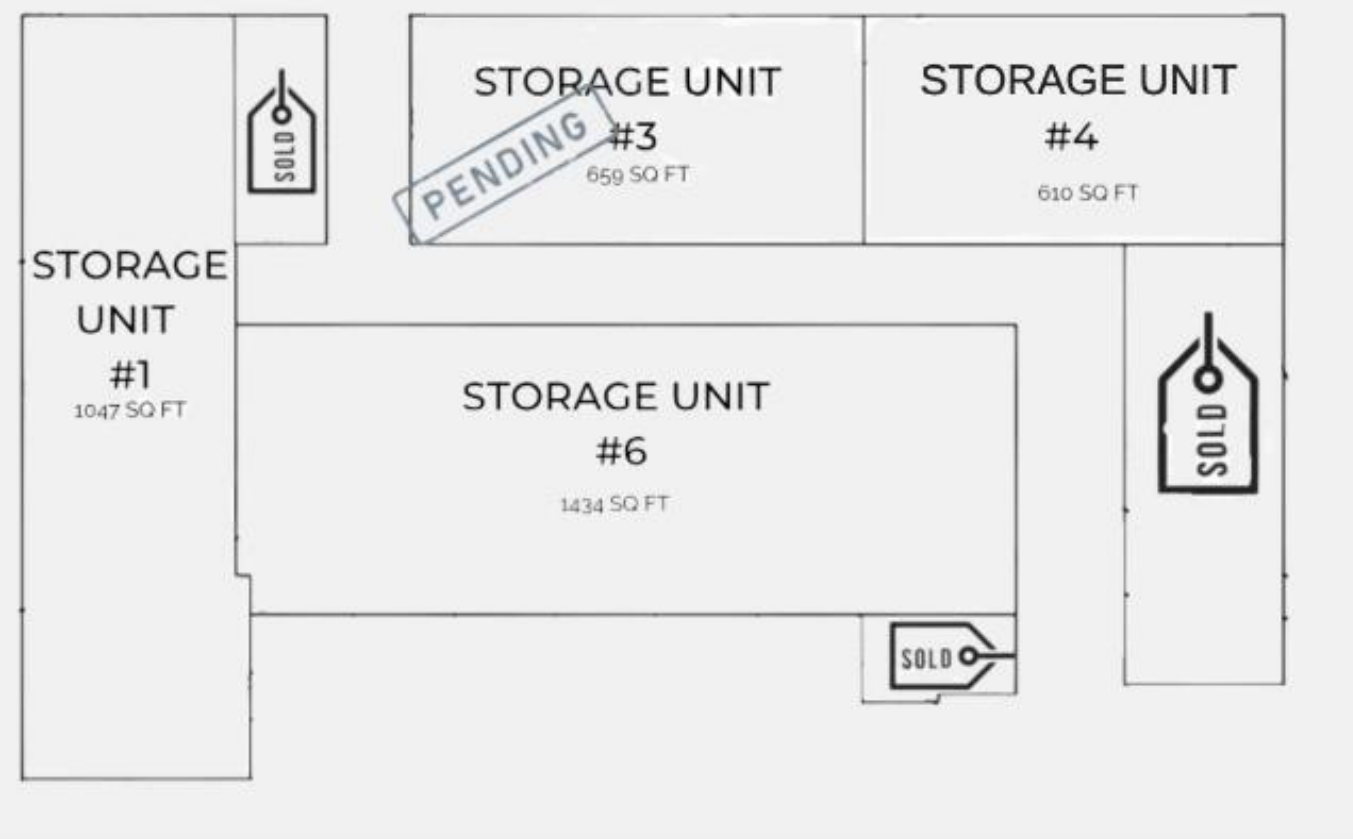 SOLD
STORAGE UNIT
#3
659 SQ FT
PENDING
STORAGE UNIT
#4
610 SQ FT
STORAGE
UNIT
#1
1047 SQ FT
STORAGE UNIT
#6
1434 SQ FT
SOLD
SOLD